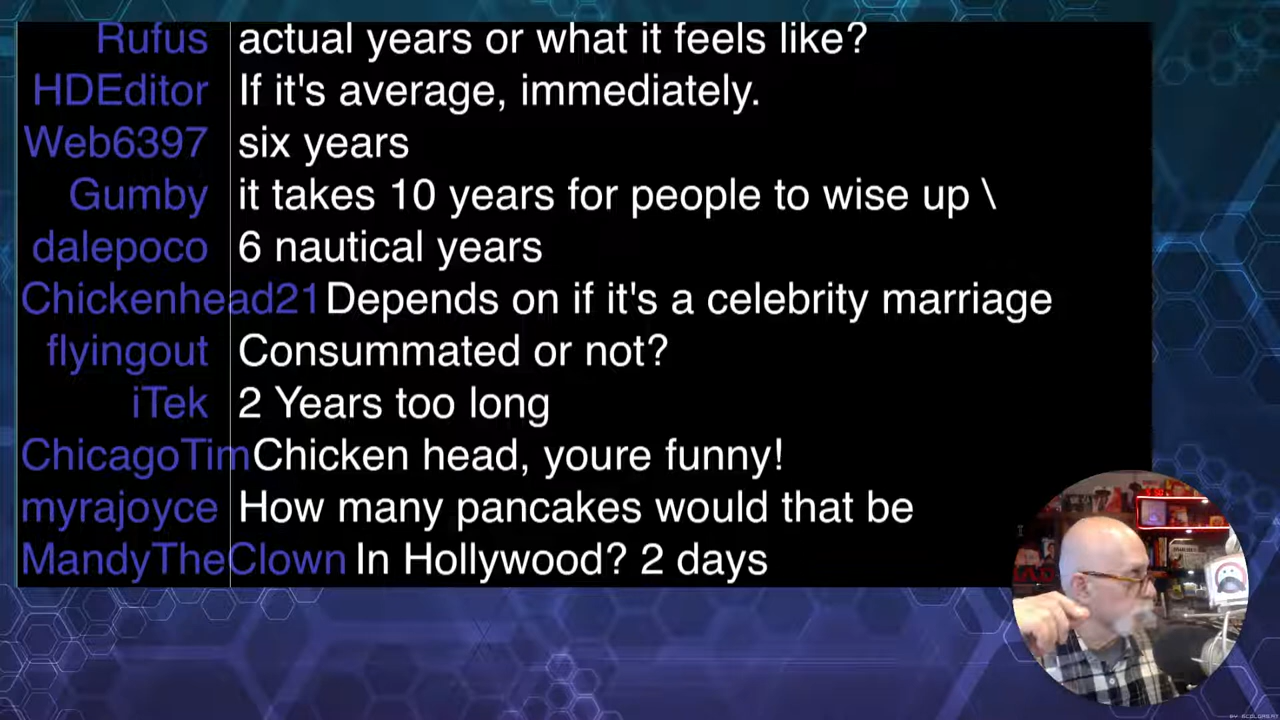 Rufus actual years or what it feels like?
HDEditor If it's average, immediately.
Web6397 six years
Gumby it takes 10 years for people to wise up \
dalepoco 6 nautical years
Chickenhead21 Depends on if it's a celebrity marriage
flyingout Consummated or not?
iTek 2 Years too long
ChicagoTim Chicken head, youre funny!
myrajoyce How many pancakes would that be
MandyTheClown In Hollywood? 2 days